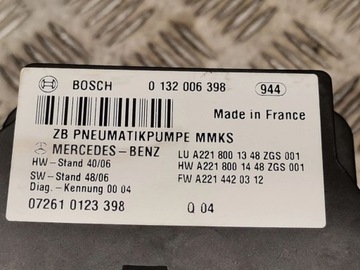 BOSCH 0 132 006 398 944
Made in France
ZB PNEUMATIKPUMPE MMKS
MERCEDES-BENZ LU A221 800 13 48 ZGS 001
HW-Stand 40/06 HW A221 800 14 48 ZGS 001
SW-Stand 48/06 FW A221 442 03 12
Diag.-Kennung 00 04
07261 0123 398 Q 04